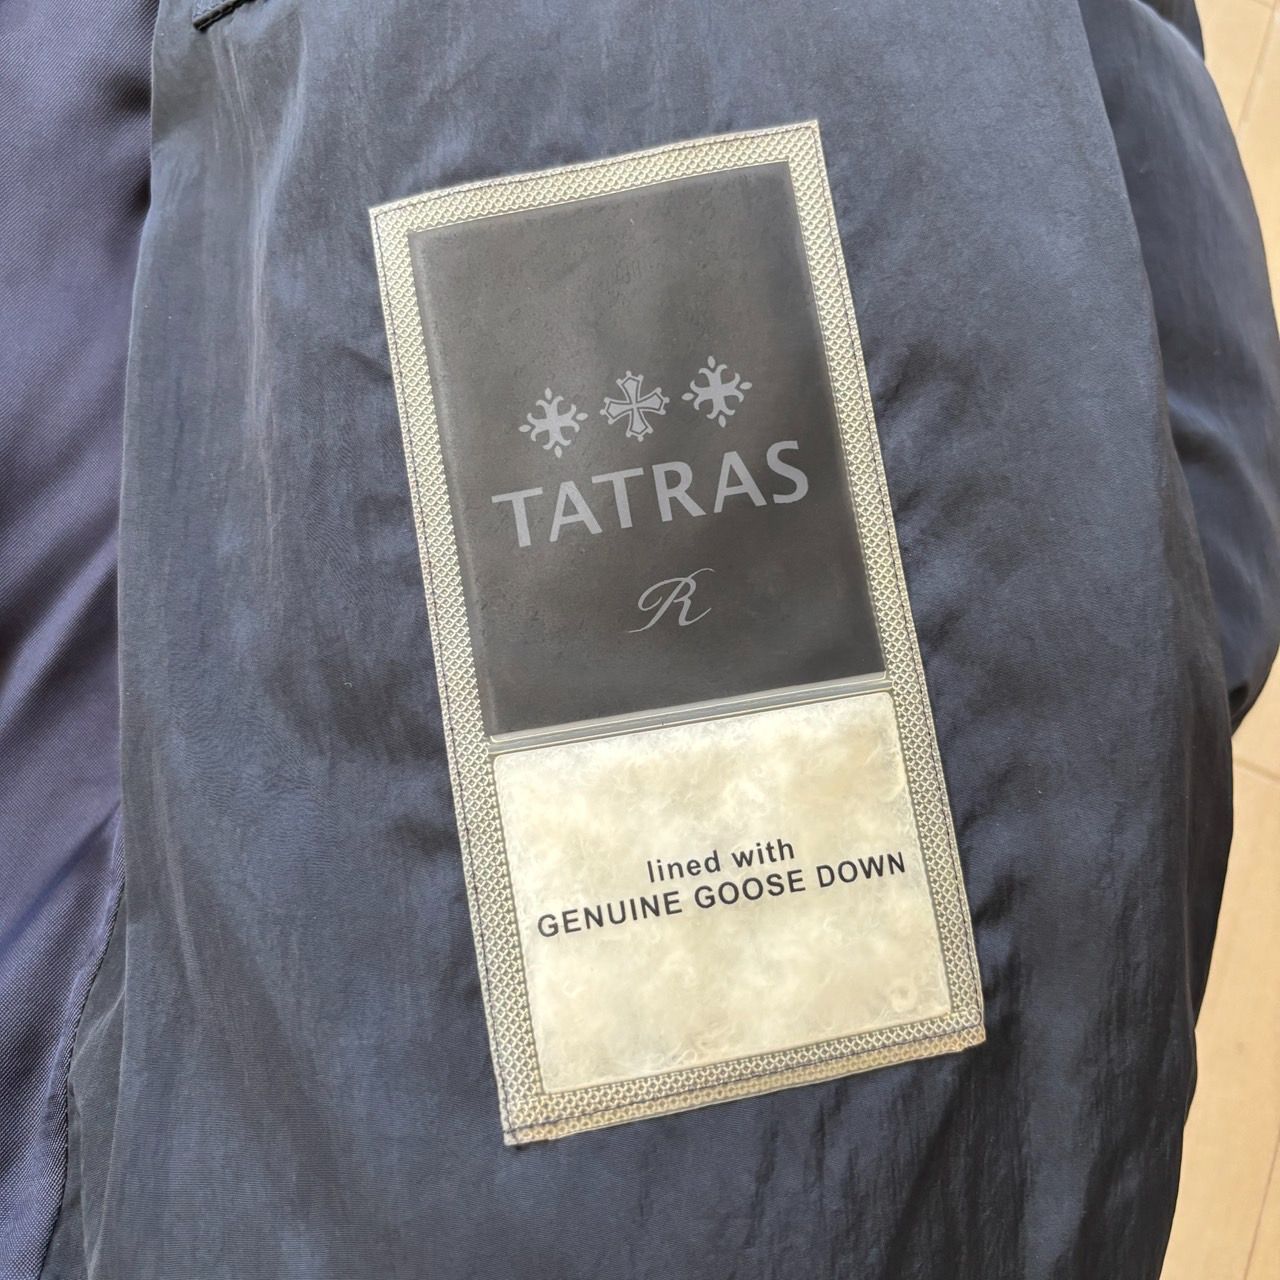 TATRAS
R
lined with
GENUINE GOOSE DOWN